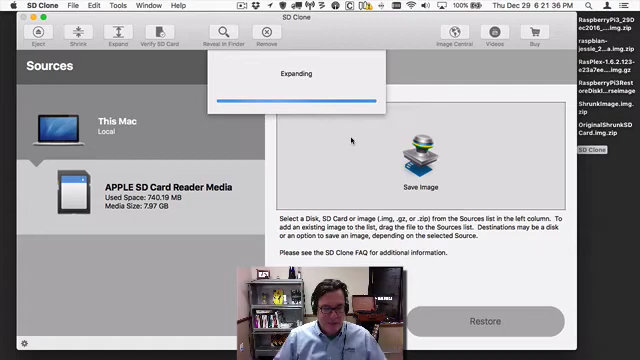 SD Clone File Edit Window Help
Thu Dec 29 6 21:36 PM
SD Clone
Eject Shrink Expand Verify SD Card Reveal in Finder Remove Image Central Videos Buy
Sources
Expanding
This Mac
Local
APPLE SD Card Reader Media
Used Space: 740.19 MB
Media Size: 7.97 GB
Save Image
Select a Disk, SD Card or image (.img, .gz, or .zip) from the Sources list in the left column. To
add an existing image to the list, drag the file to the Sources list. Destinations may be a disk
or an option to save an image, depending on the selected Source.
Please see the SD Clone FAQ for additional information.
Restore
RaspberryPi3_290
ec2016_
.img.zip
raspbian-
jessie_2
.img.zip
RasPlex-1.6.2.123-
e23a7ee
img.gz
RaspberryPi3Rest
oreDiskI
rseImage
ShrunkImage.img
.zip
OriginalShrunkSD
Card.img.zip
SD Clone